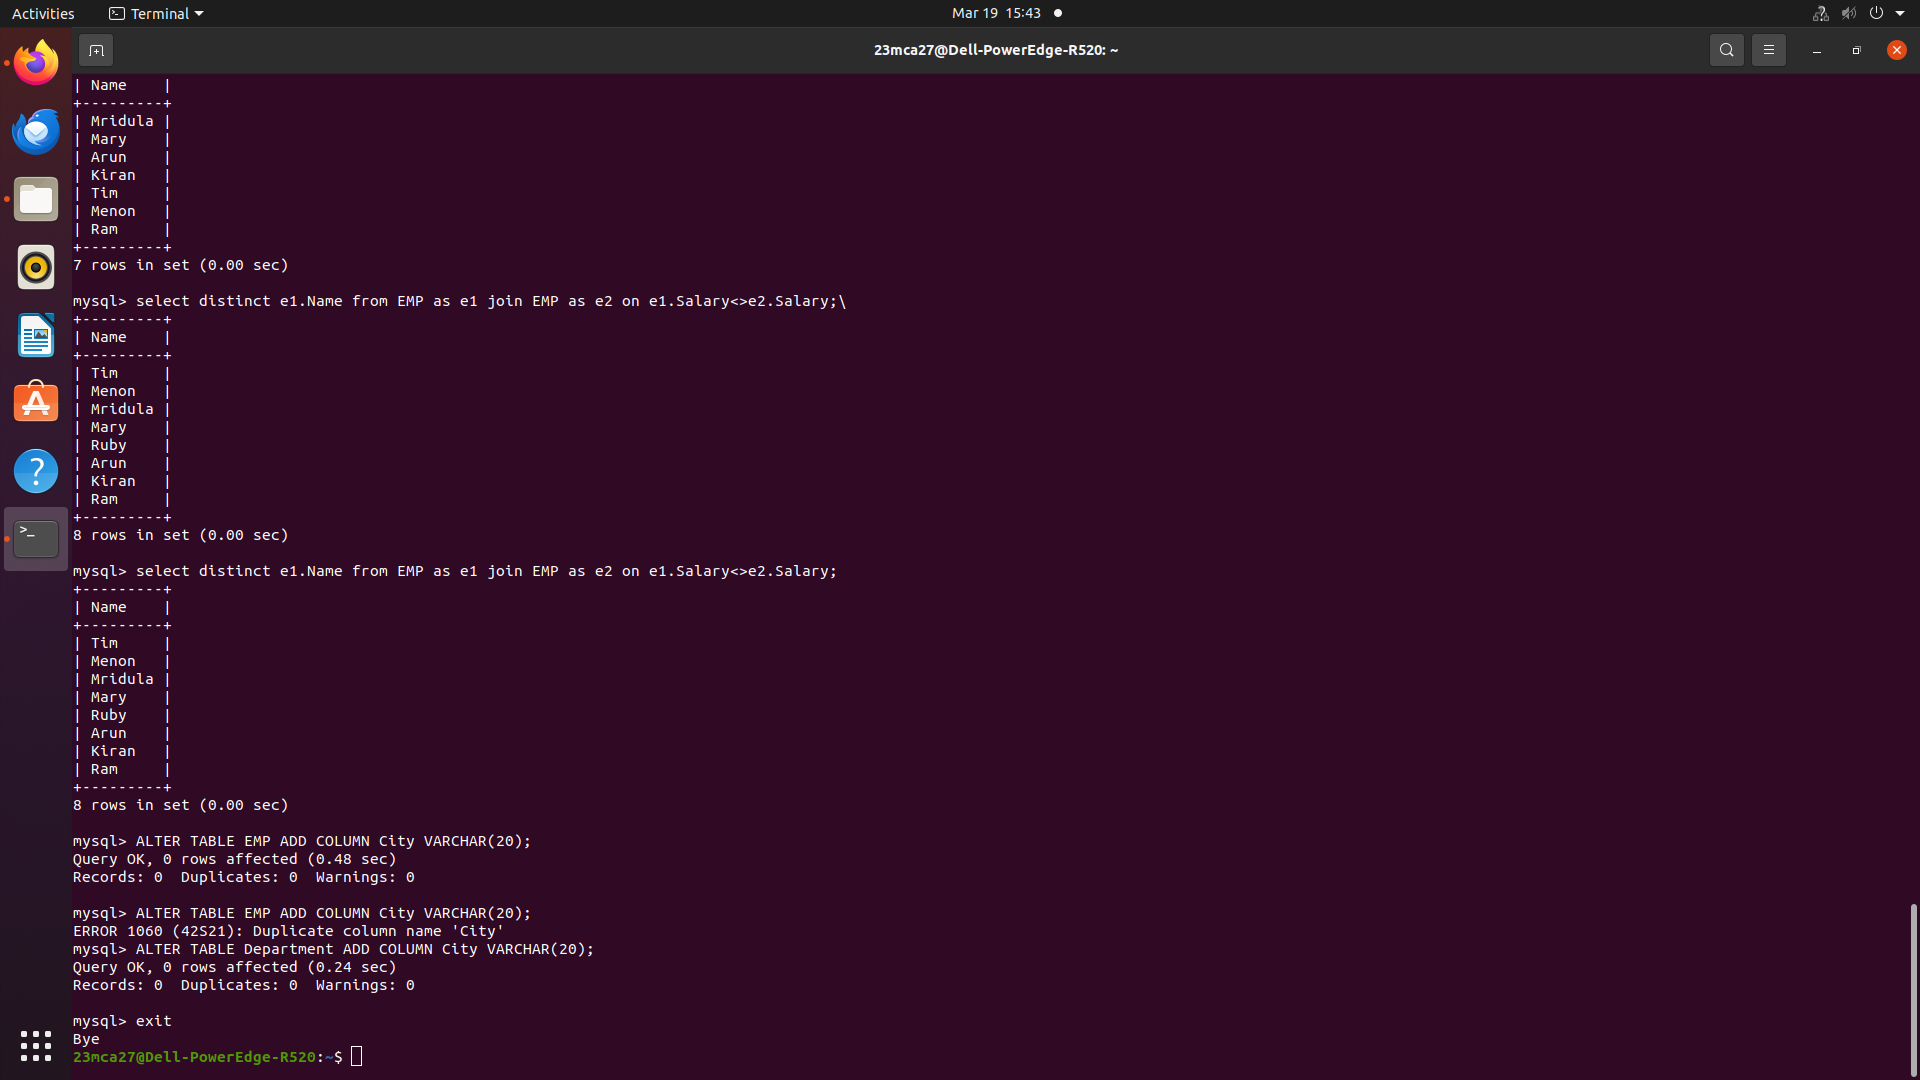 Activities
Terminal
Mar 19 15:43
23mca27@Dell-PowerEdge-R520: ~
| Name    |
+---------+
| Mridula |
| Mary    |
| Arun    |
| Kiran   |
| Tim     |
| Menon   |
| Ram     |
+---------+
7 rows in set (0.00 sec)
mysql> select distinct e1.Name from EMP as e1 join EMP as e2 on e1.Salary<>e2.Salary;\
+---------+
| Name    |
+---------+
| Tim     |
| Menon   |
| Mridula |
| Mary    |
| Ruby    |
| Arun    |
| Kiran   |
| Ram     |
+---------+
8 rows in set (0.00 sec)
mysql> select distinct e1.Name from EMP as e1 join EMP as e2 on e1.Salary<>e2.Salary;
+---------+
| Name    |
+---------+
| Tim     |
| Menon   |
| Mridula |
| Mary    |
| Ruby    |
| Arun    |
| Kiran   |
| Ram     |
+---------+
8 rows in set (0.00 sec)
mysql> ALTER TABLE EMP ADD COLUMN City VARCHAR(20);
Query OK, 0 rows affected (0.48 sec)
Records: 0  Duplicates: 0  Warnings: 0
mysql> ALTER TABLE EMP ADD COLUMN City VARCHAR(20);
ERROR 1060 (42S21): Duplicate column name 'City'
mysql> ALTER TABLE Department ADD COLUMN City VARCHAR(20);
Query OK, 0 rows affected (0.24 sec)
Records: 0  Duplicates: 0  Warnings: 0
mysql> exit
Bye
23mca27@Dell-PowerEdge-R520:~$